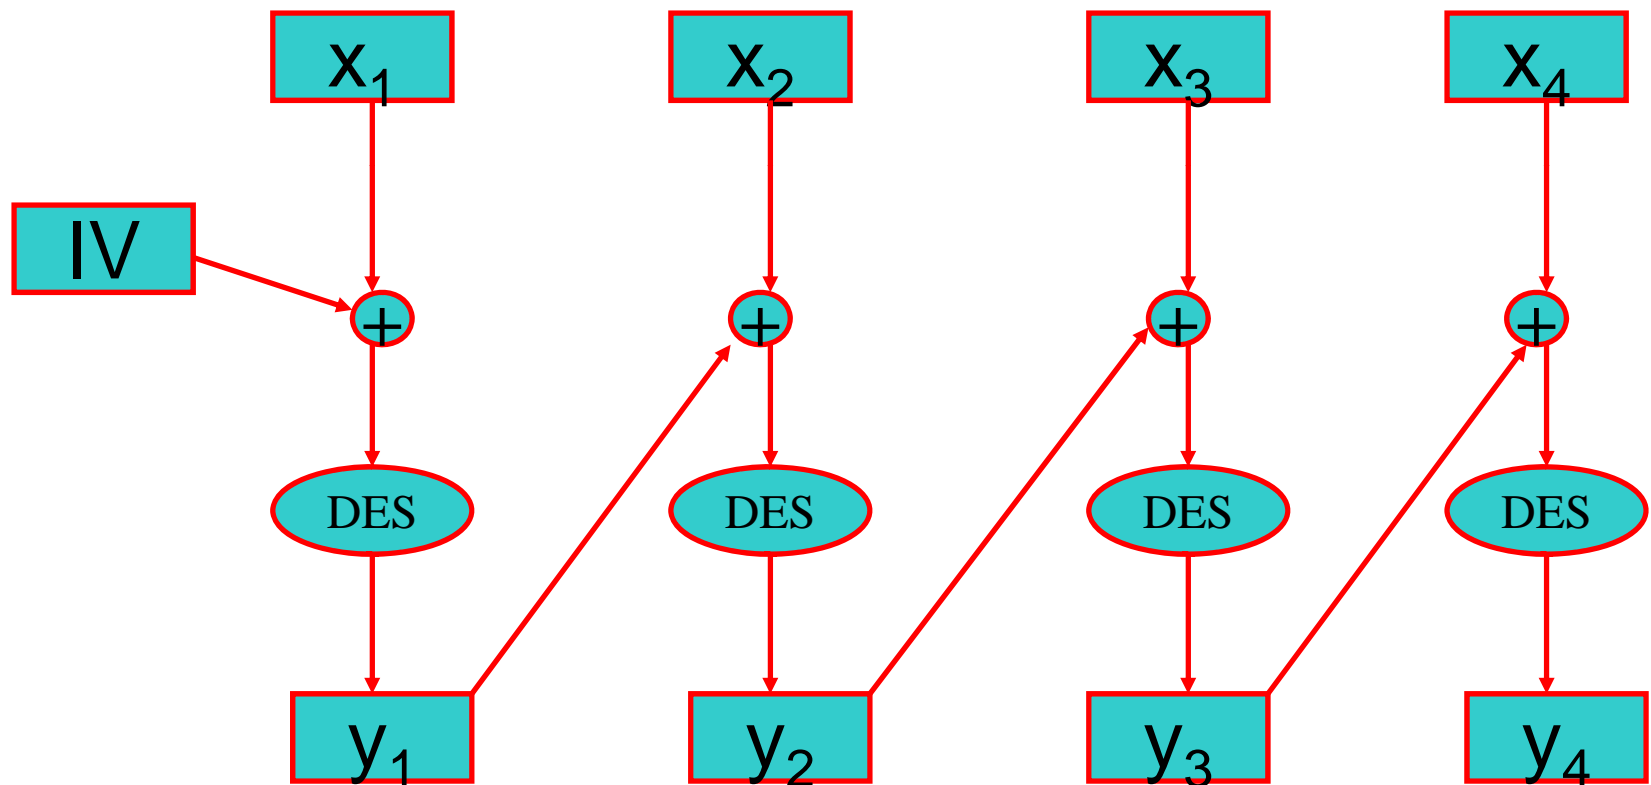 x₁ x₂ x₃ x₄
IV
+ + + +
DES DES DES DES
y₁ y₂ y₃ y₄